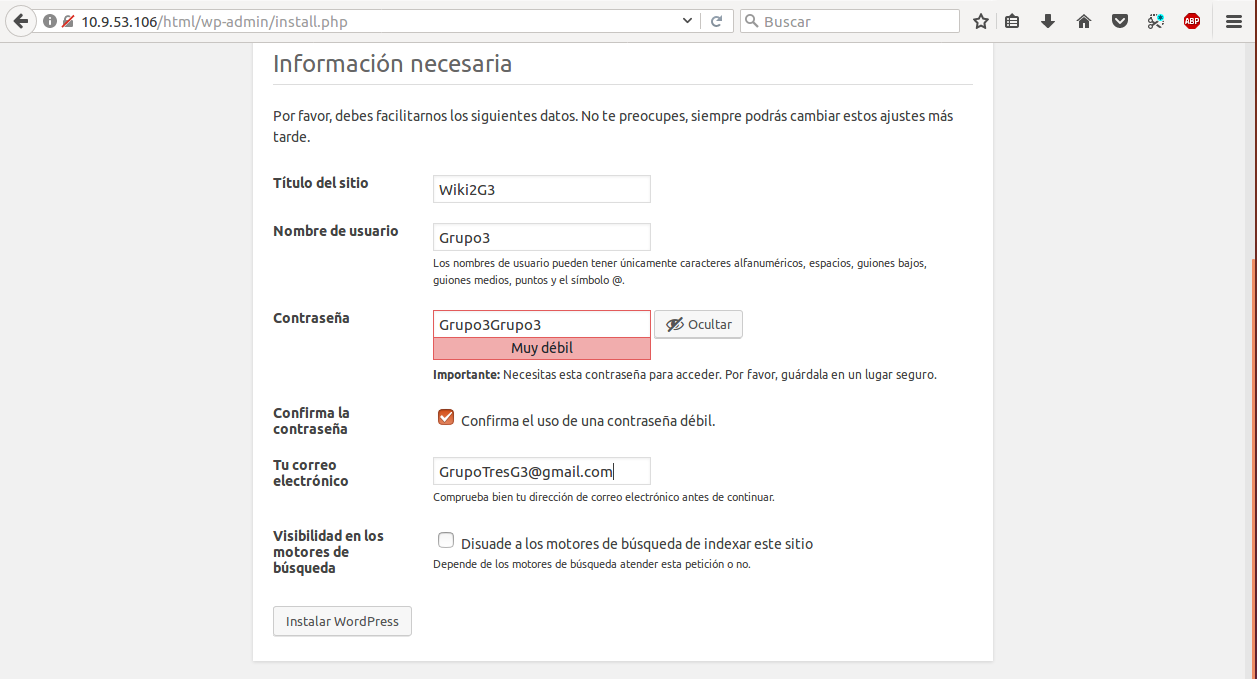 10.9.53.106/html/wp-admin/install.php
Buscar
ABP
Información necesaria
Por favor, debes facilitarnos los siguientes datos. No te preocupes, siempre podrás cambiar estos ajustes más
tarde.
Título del sitio
Wiki2G3
Nombre de usuario
Grupo3
Los nombres de usuario pueden tener únicamente caracteres alfanuméricos, espacios, guiones bajos,
guiones medios, puntos y el símbolo @.
Contraseña
Grupo3Grupo3
Ocultar
Muy débil
Importante: Necesitas esta contraseña para acceder. Por favor, guárdala en un lugar seguro.
Confirma la
contraseña
Confirma el uso de una contraseña débil.
Tu correo
electrónico
GrupoTresG3@gmail.com
Comprueba bien tu dirección de correo electrónico antes de continuar.
Visibilidad en los
motores de
búsqueda
Disuade a los motores de búsqueda de indexar este sitio
Depende de los motores de búsqueda atender esta petición o no.
Instalar WordPress